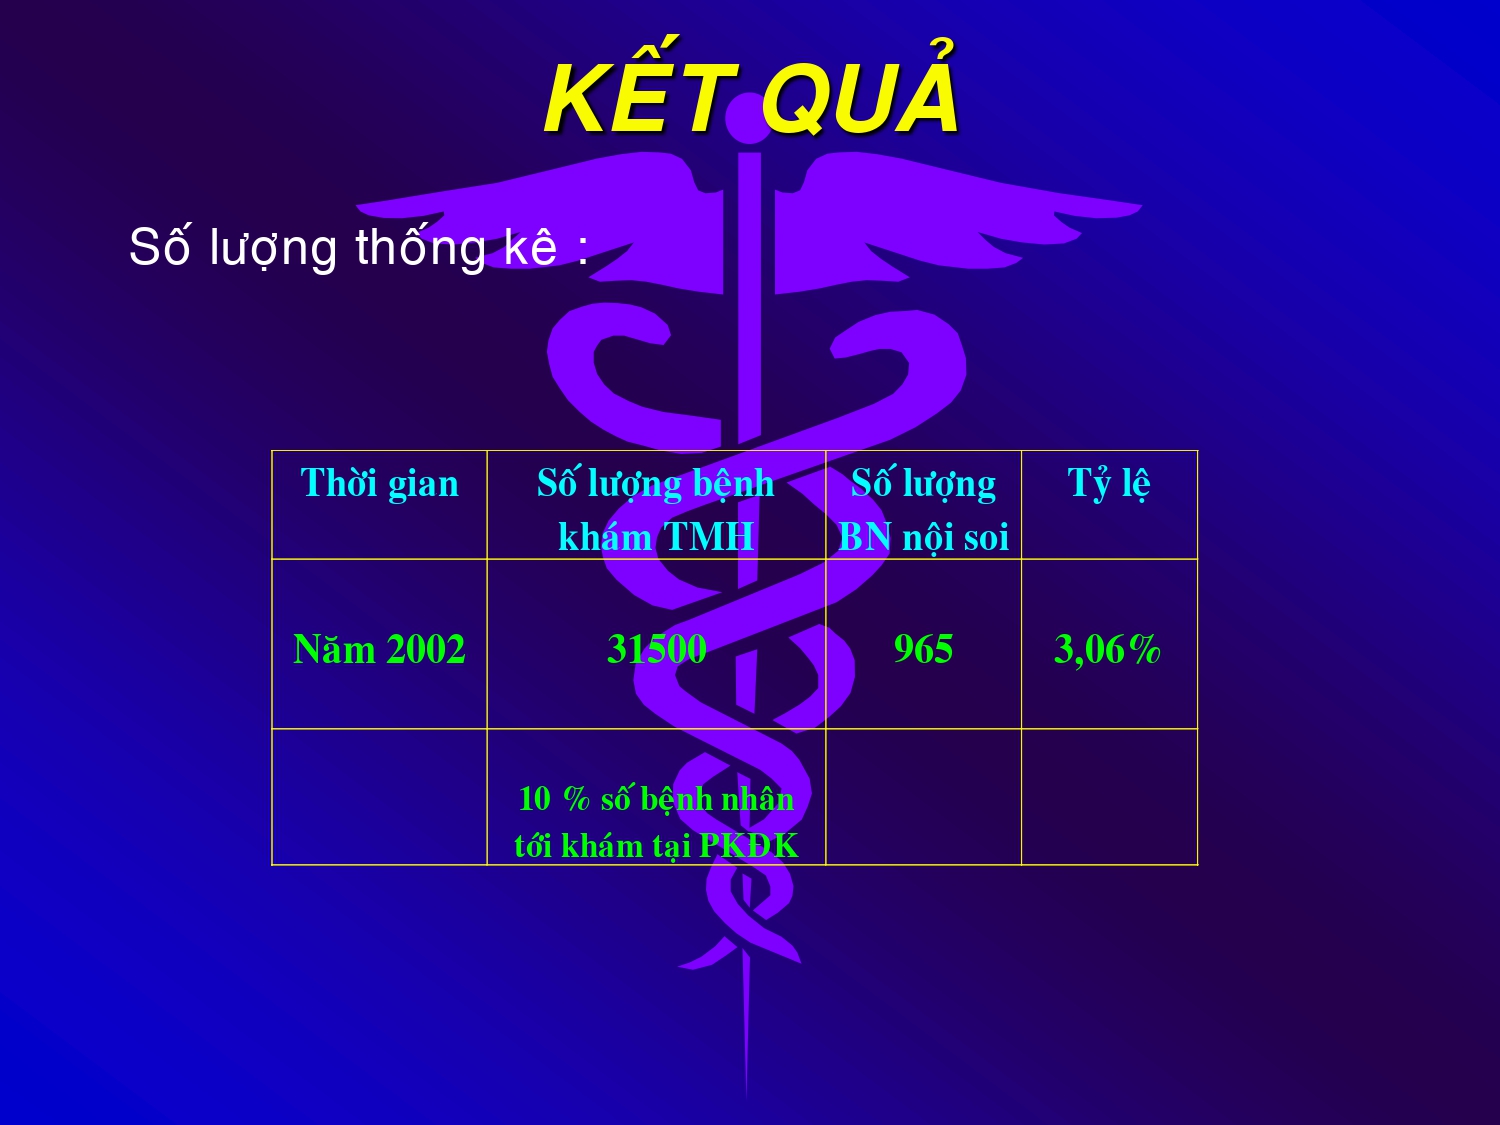 KẾT QUẢ
Số lượng thống kê :
Thời gian
Số lượng bệnh
khám TMH
Số lượng
BN nội soi
Tỷ lệ
Năm 2002
31500
965
3,06%
10 % số bệnh nhân
tới khám tại PKĐK